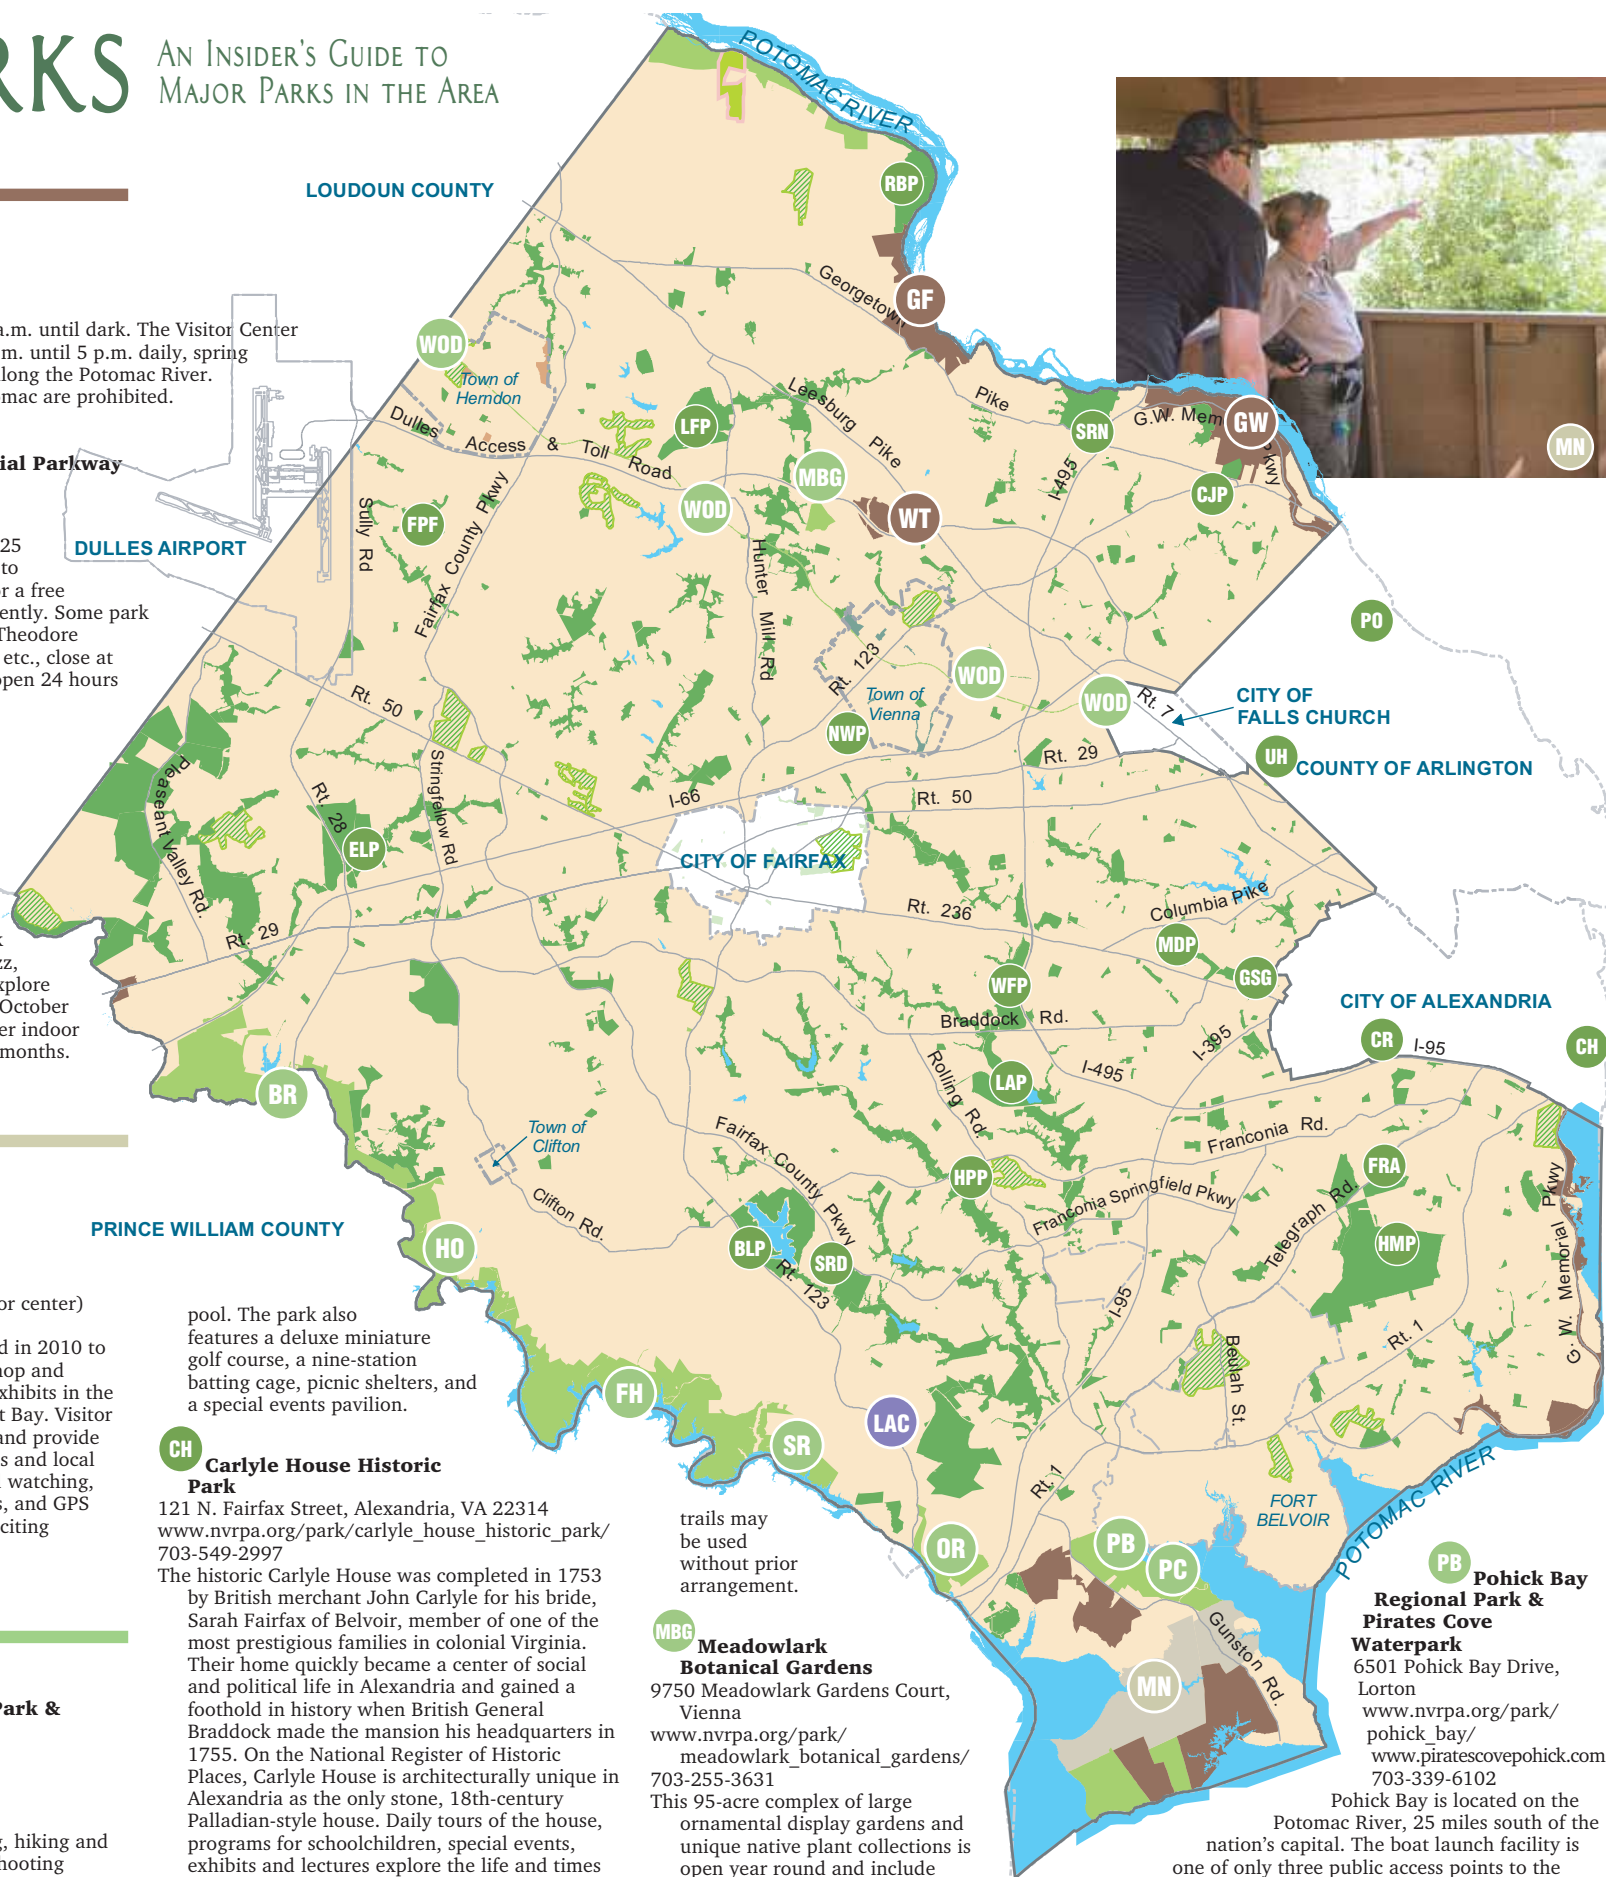 RKS
AN INSIDER'S GUIDE TO
MAJOR PARKS IN THE AREA
a.m. until dark. The Visitor Center
m. until 5 p.m. daily, spring
long the Potomac River.
omac are prohibited.
ial Parkway
25
to
r a free
ently. Some park
Theodore
etc., close at
open 24 hours
k
zz,
xplore
October
er indoor
months.
or center)
d in 2010 to
hop and
xhibits in the
t Bay. Visitor
and provide
s and local
watching,
s, and GPS
citing
Park &
g, hiking and
hooting
POTOMAC RIVER
LOUDOUN COUNTY
RBP
Georgetown
GF
WOD
Town of
Herndon
Leesburg
Pike
Pike
G.W. Mem
Pkwy
GW
MN
Dulles
Access & Toll
Road
LFP
SRN
I-495
CJP
MBG
WOD
WT
Sully Rd
FPF
Fairfax County Pkwy
DULLES AIRPORT
Hunter Mill Rd
PO
Rt. 123
WOD
WOD
Rt. 7
CITY OF
FALLS CHURCH
Town of
Vienna
NWP
Rt. 50
Rt. 29
UH
COUNTY OF ARLINGTON
Pleasant Valley Rd.
Rt. 28
Stringfellow Rd
I-66
Rt. 50
ELP
CITY OF FAIRFAX
Rt. 29
Rt. 236
Columbia Pike
MDP
WFP
GSG
CITY OF ALEXANDRIA
Braddock Rd.
I-395
CR
I-95
CH
BR
Rolling Rd.
LAP
I-495
Town of
Clifton
Fairfax County Pkwy
Franconia Rd.
HPP
FRA
Franconia Springfield Pkwy
Telegraph Rd.
G. W. Memorial Pkwy
PRINCE WILLIAM COUNTY
HO
Clifton Rd.
BLP
SRD
Rt. 123
HMP
I-95
Rt. 1
Beulah St.
FH
LAC
SR
Rt. 1
FORT
BELVOIR
POTOMAC RIVER
OR
PB
PC
Gunston Rd.
MN
pool. The park also
features a deluxe miniature
golf course, a nine-station
batting cage, picnic shelters, and
a special events pavilion.
CH Carlyle House Historic
Park
121 N. Fairfax Street, Alexandria, VA 22314
www.nvrpa.org/park/carlyle_house_historic_park/
703-549-2997
The historic Carlyle House was completed in 1753
by British merchant John Carlyle for his bride,
Sarah Fairfax of Belvoir, member of one of the
most prestigious families in colonial Virginia.
Their home quickly became a center of social
and political life in Alexandria and gained a
foothold in history when British General
Braddock made the mansion his headquarters in
1755. On the National Register of Historic
Places, Carlyle House is architecturally unique in
Alexandria as the only stone, 18th-century
Palladian-style house. Daily tours of the house,
programs for schoolchildren, special events,
exhibits and lectures explore the life and times
trails may
be used
without prior
arrangement.
MBG Meadowlark
Botanical Gardens
9750 Meadowlark Gardens Court,
Vienna
www.nvrpa.org/park/
meadowlark_botanical_gardens/
703-255-3631
This 95-acre complex of large
ornamental display gardens and
unique native plant collections is
open year round and include
PB Pohick Bay
Regional Park &
Pirates Cove
Waterpark
6501 Pohick Bay Drive,
Lorton
www.nvrpa.org/park/
pohick_bay/
www.piratescovepohick.com
703-339-6102
Pohick Bay is located on the
Potomac River, 25 miles south of the
nation's capital. The boat launch facility is
one of only three public access points to the